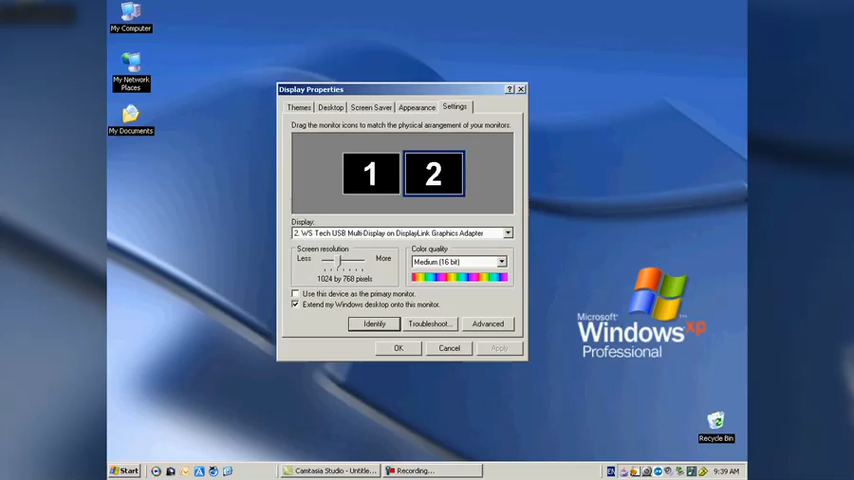 My Computer
My Network
Places
My Documents
Display Properties
Themes
Desktop
Screen Saver
Appearance
Settings
Drag the monitor icons to match the physical arrangement of your monitors.
1
2
Display:
2. WS Tech USB Multi-Display on DisplayLink Graphics Adapter
Screen resolution
Less
More
1024 by 768 pixels
Color quality
Medium (16 bit)
Use this device as the primary monitor.
Extend my Windows desktop onto this monitor.
Identify
Troubleshoot...
Advanced
OK
Cancel
Apply
Microsoft
Windows xp
Professional
Recycle Bin
Start
Camtasia Studio - Untitle...
Recording...
EN
9:39 AM